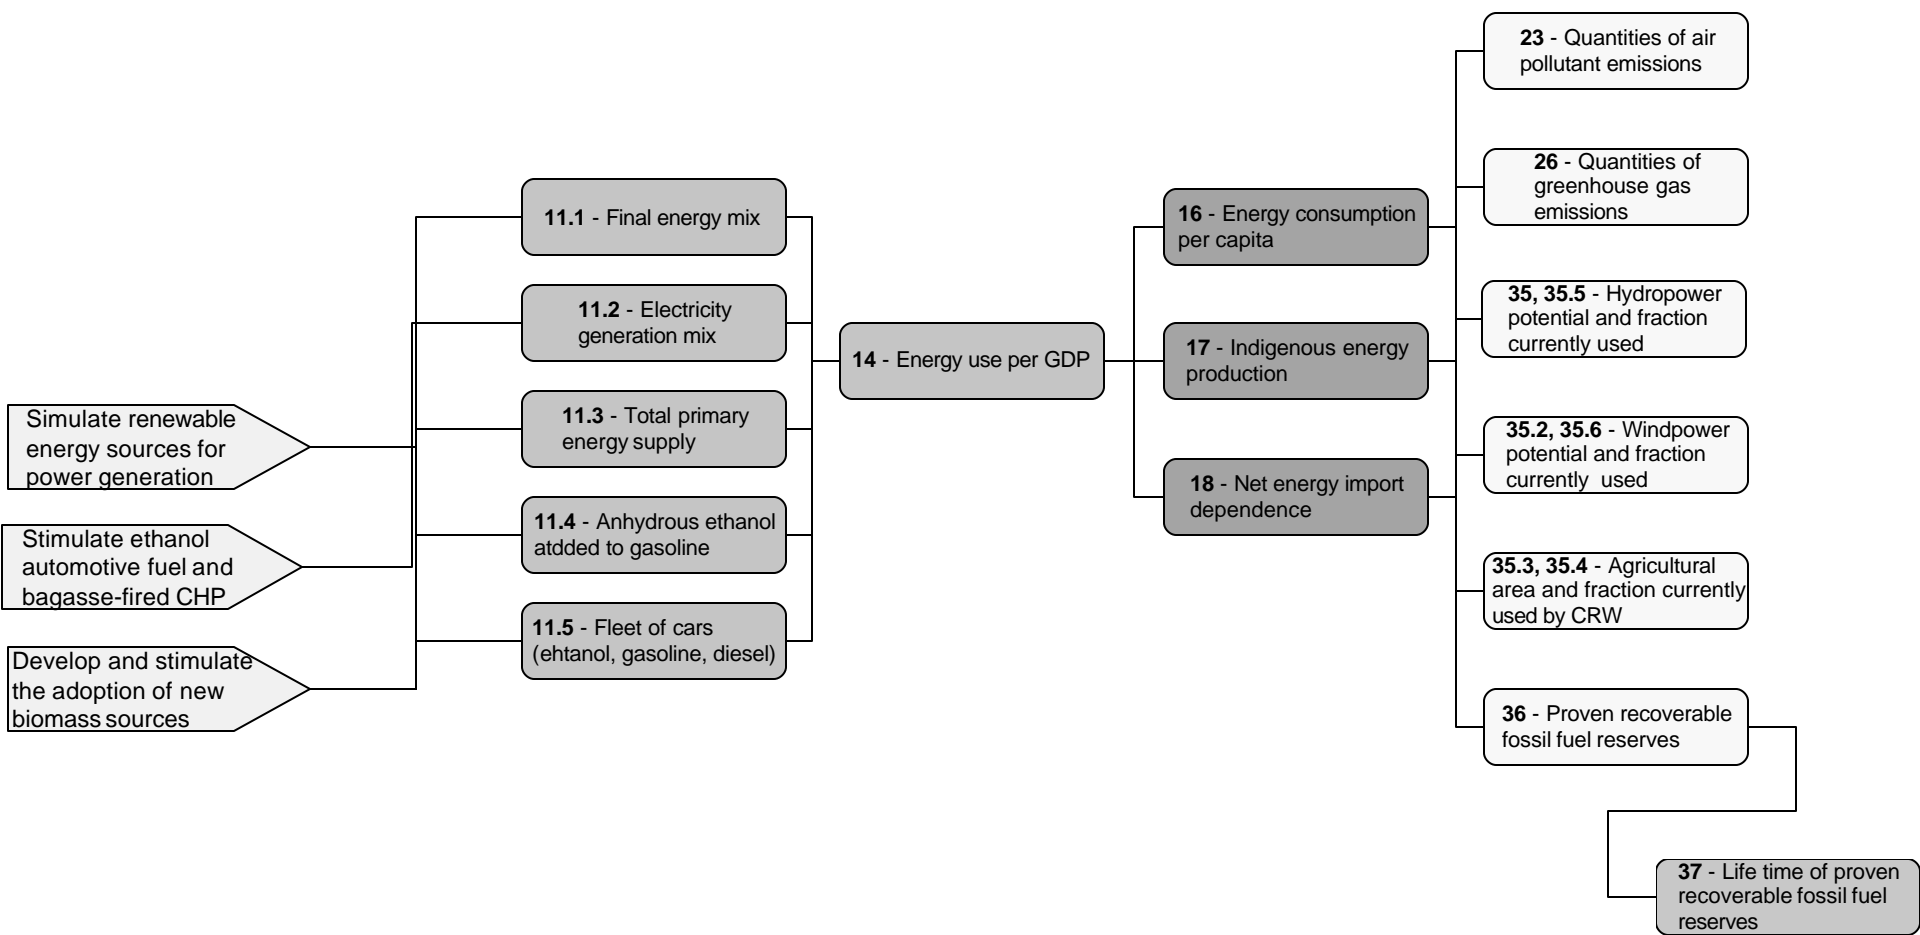 Simulate renewable
energy sources for
power generation
Stimulate ethanol
automotive fuel and
bagasse-fired CHP
Develop and stimulate
the adoption of new
biomass sources
11.1 - Final energy mix
11.2 - Electricity
generation mix
11.3 - Total primary
energy supply
11.4 - Anhydrous ethanol
atdded to gasoline
11.5 - Fleet of cars
(ehtanol, gasoline, diesel)
14 - Energy use per GDP
16 - Energy consumption
per capita
17 - Indigenous energy
production
18 - Net energy import
dependence
23 - Quantities of air
pollutant emissions
26 - Quantities of
greenhouse gas
emissions
35, 35.5 - Hydropower
potential and fraction
currently used
35.2, 35.6 - Windpower
potential and fraction
currently used
35.3, 35.4 - Agricultural
area and fraction currently
used by CRW
36 - Proven recoverable
fossil fuel reserves
37 - Life time of proven
recoverable fossil fuel
reserves